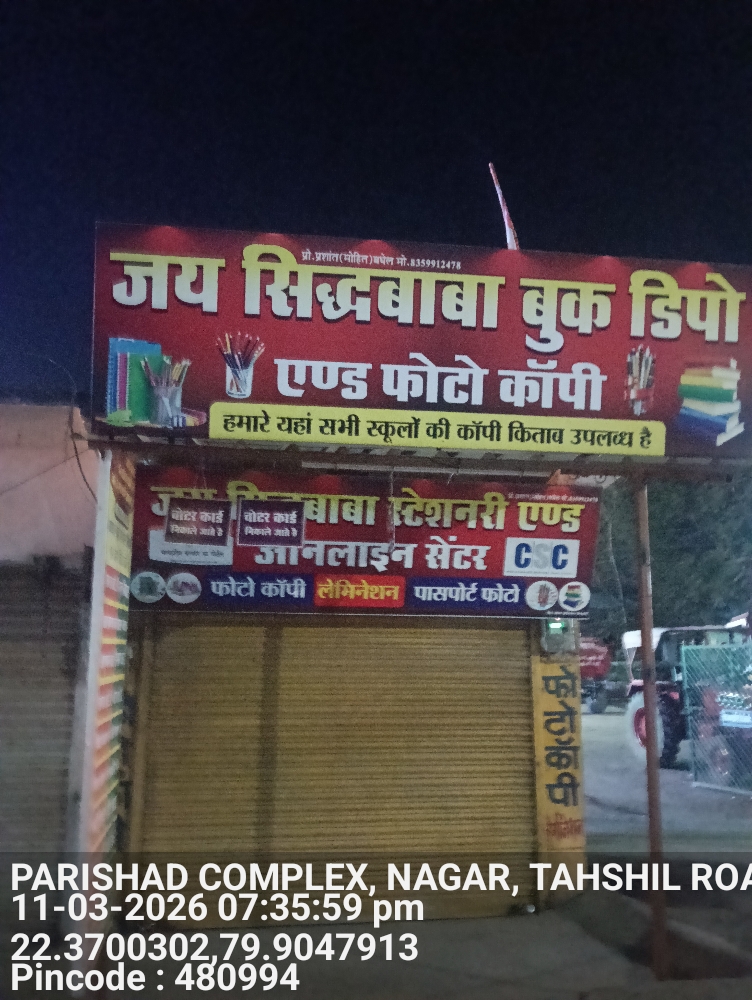 प्रो.प्रशांत(मोहित)बघेल मो.8359912478
जय सिद्धबाबा बुक डिपो
एण्ड फोटो कॉपी
हमारे यहां सभी स्कूलों की कॉपी किताब उपलब्ध है
जय सिद्धबाबा स्टेशनरी एण्ड
वोटर कार्ड
निकाले जाते है
वोटर कार्ड
निकाले जाते है
ऑनलाइन सेंटर CSC
फोटो कॉपी लेमिनेशन पासपोर्ट फोटो
PARISHAD COMPLEX, NAGAR, TAHSHIL ROA
11-03-2026 07:35:59 pm
22.3700302,79.9047913
Pincode : 480994